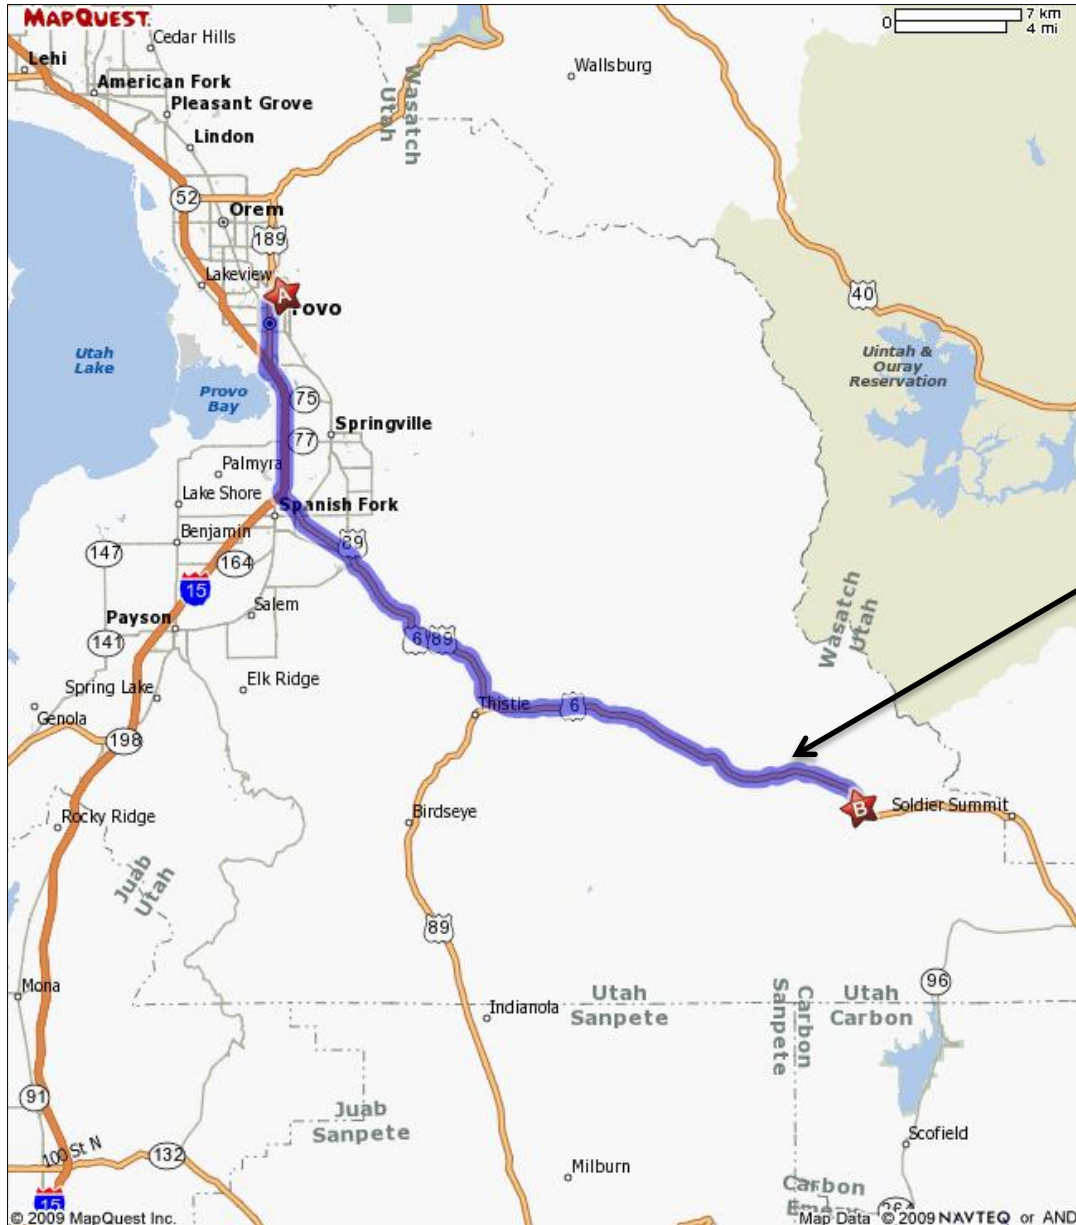 MAPQUEST.
0
7 km
4 mi
Cedar Hills
Lehi
American Fork
Pleasant Grove
Lindon
Wasatch
Utah
Wallsburg
52
Orem
189
Lakeview
A
rovo
40
Uintah &
Ouray
Reservation
Utah
Lake
Provo
Bay
75
Springville
77
Palmyra
Lake Shore
Spanish Fork
Benjamin
89
147
164
15
Salem
Payson
141
6
89
Wasatch
Utah
Elk Ridge
Spring Lake
Genola
Thistle
6
198
B
Soldier Summit
Rocky Ridge
Birdseye
Juab
Utah
89
Mona
96
Utah
Sanpete
Carbon
Sanpete
Utah
Carbon
Indianola
91
Juab
Sanpete
100 St N
132
Scofield
Milburn
Carbon
15
© 2009 MapQuest Inc.
Map Data © 2009 NAVTEQ or AND